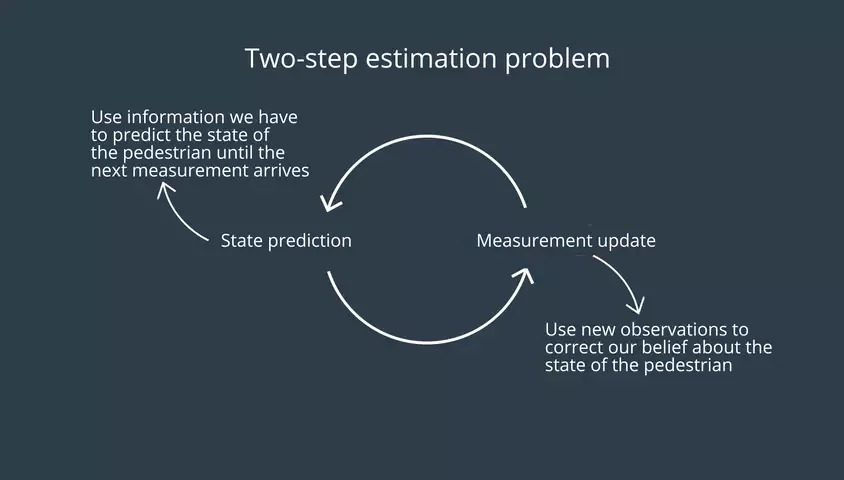 Two-step estimation problem
Use information we have
to predict the state of
the pedestrian until the
next measurement arrives
State prediction
Measurement update
Use new observations to
correct our belief about the
state of the pedestrian